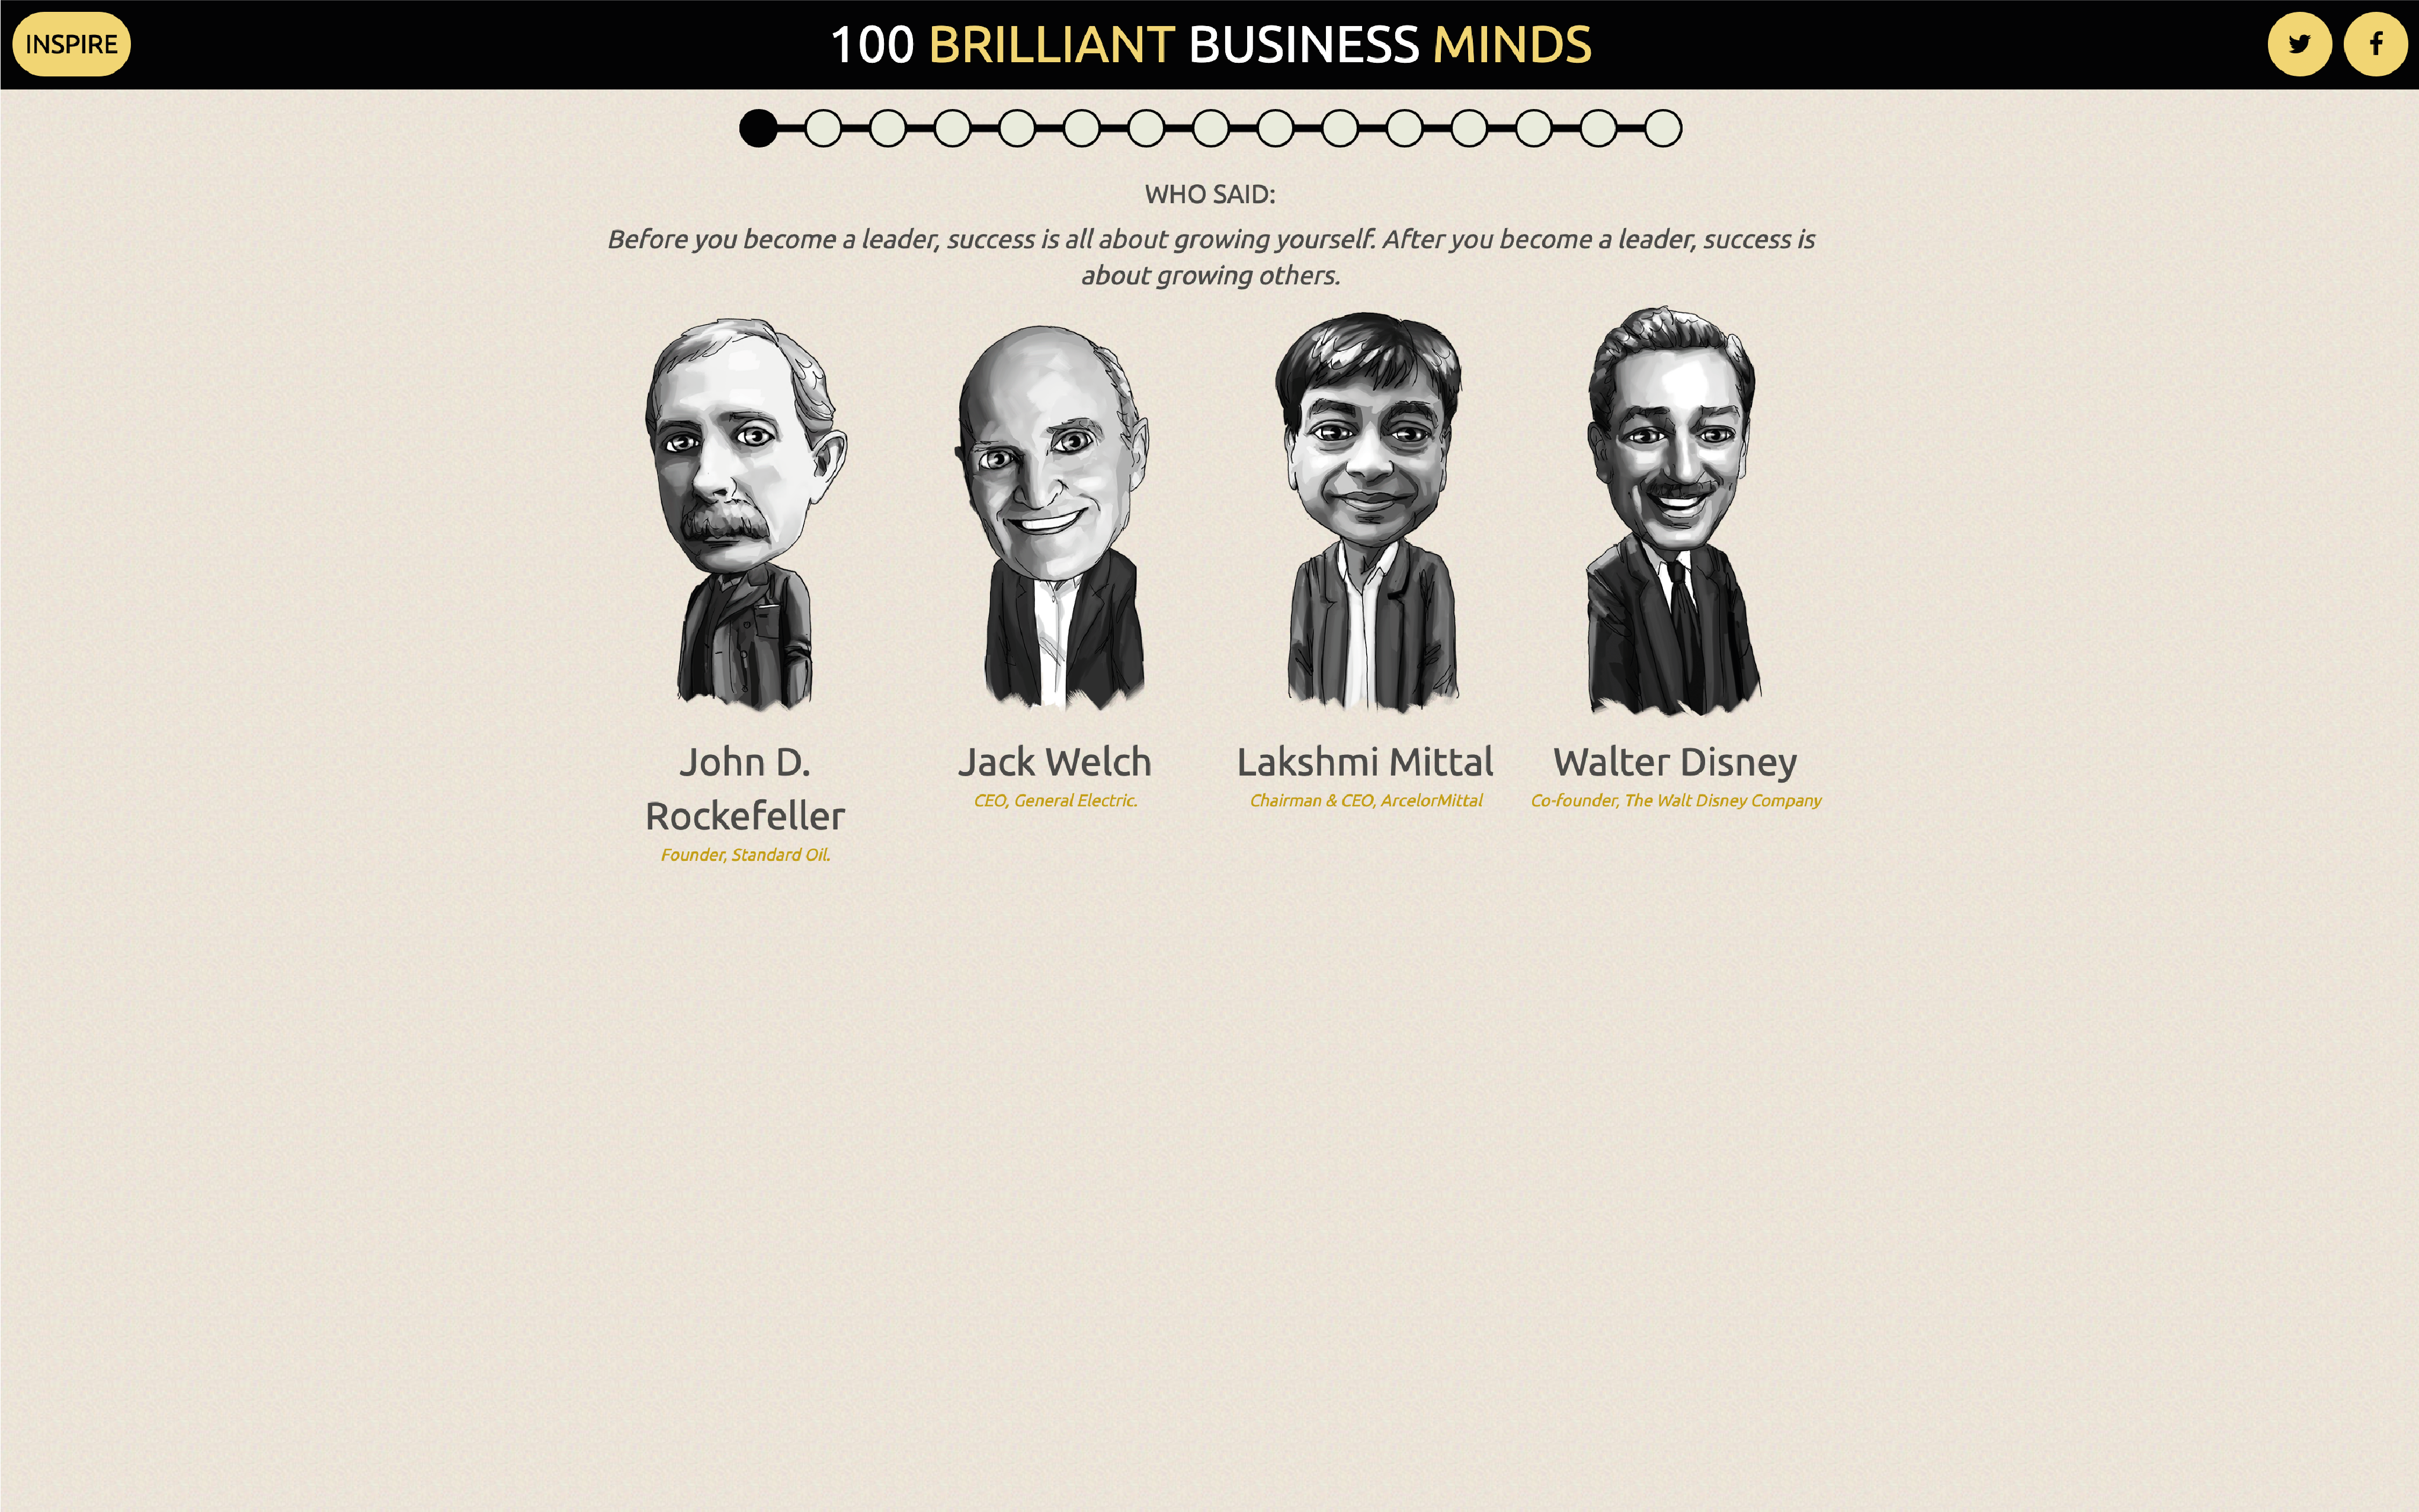 INSPIRE
100 BRILLIANT BUSINESS MINDS
WHO SAID:
Before you become a leader, success is all about growing yourself. After you become a leader, success is
about growing others.
John D.
Rockefeller
Founder, Standard Oil.
Jack Welch
CEO, General Electric.
Lakshmi Mittal
Chairman & CEO, ArcelorMittal
Walter Disney
Co-founder, The Walt Disney Company